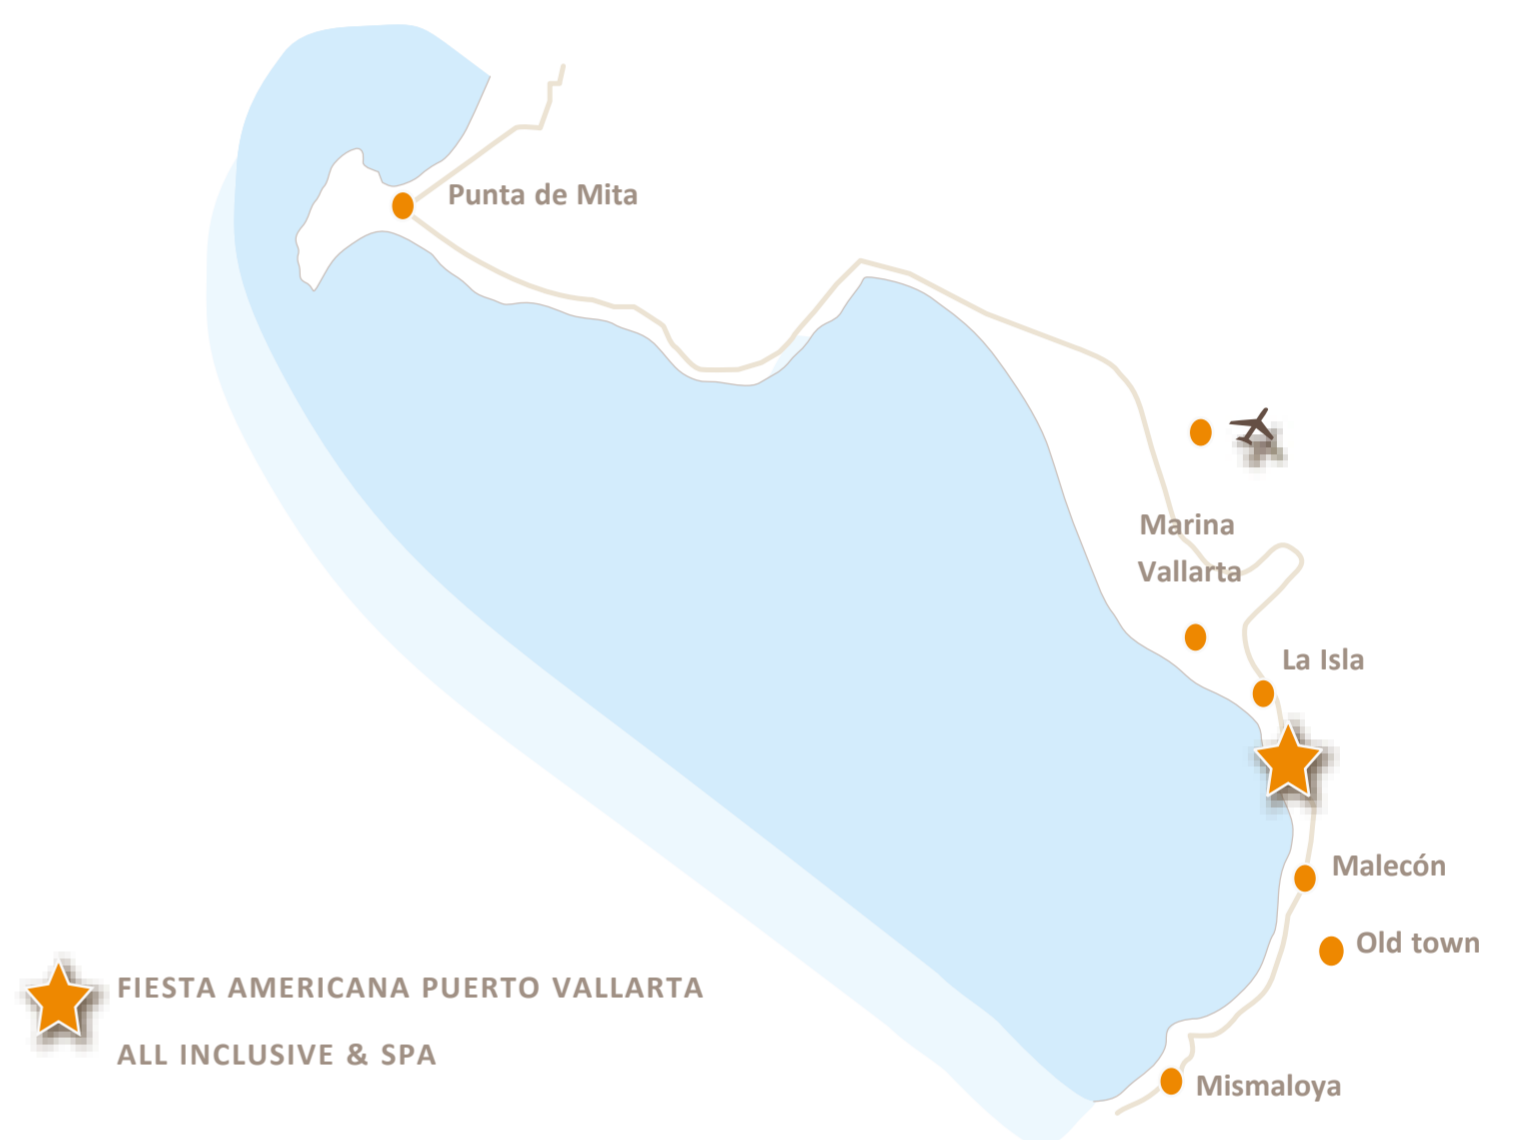 Punta de Mita
Marina
Vallarta
La Isla
Malecón
Old town
FIESTA AMERICANA PUERTO VALLARTA
ALL INCLUSIVE & SPA
Mismaloya